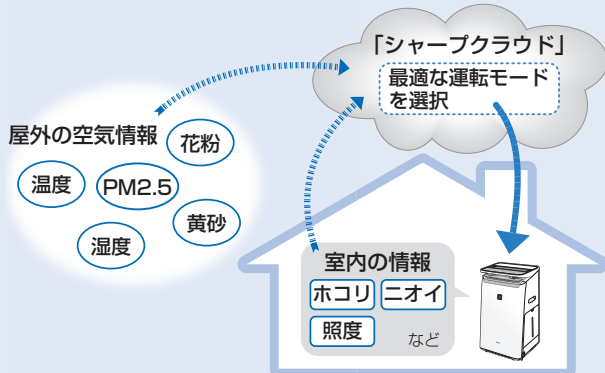 「シャープクラウド」
最適な運転モード
を選択
屋外の空気情報
花粉
温度
PM2.5
黄砂
湿度
室内の情報
ホコリ
ニオイ
照度
など